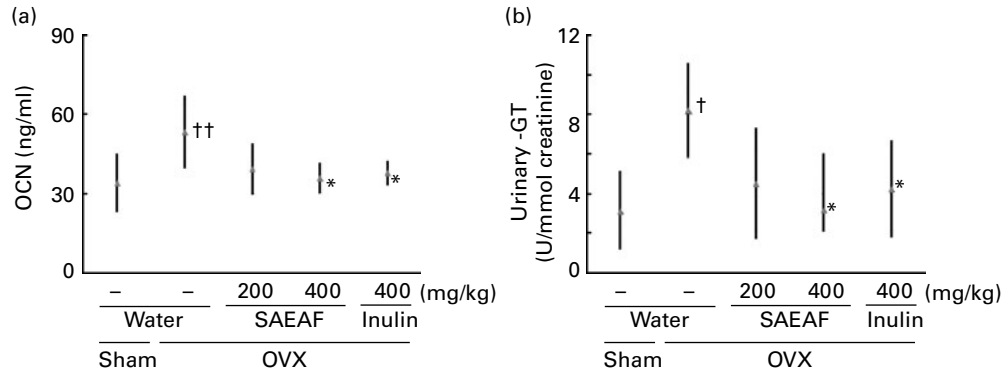 (a)
90
60
30
0
OCN (ng/ml)
††
*
*
– – 200 400 400 (mg/kg)
Water SAEAF Inulin
Sham OVX
(b)
12
8
4
0
Urinary -GT
(U/mmol creatinine)
†
*
*
– – 200 400 400 (mg/kg)
Water SAEAF Inulin
Sham OVX